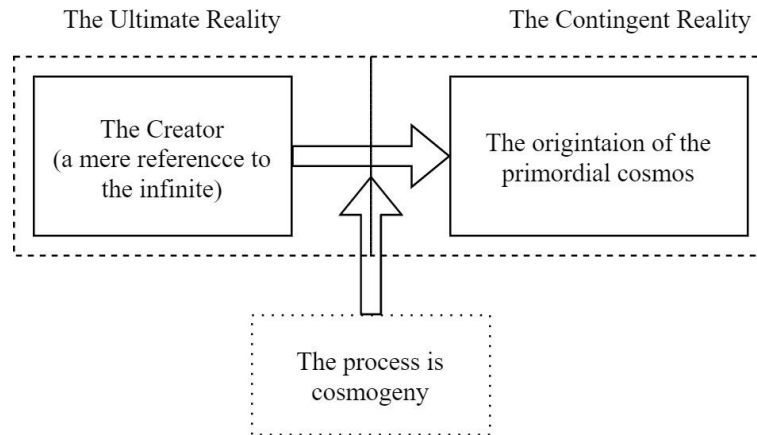 The Ultimate Reality
The Contingent Reality
The Creator
(a mere referencce to
the infinite)
The origintaion of the
primordial cosmos
The process is
cosmogeny